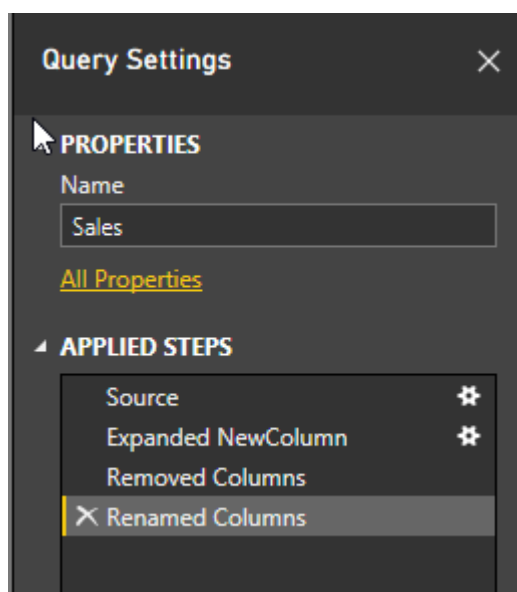 Query Settings
PROPERTIES
Name
Sales
All Properties
APPLIED STEPS
Source
Expanded NewColumn
Removed Columns
Renamed Columns